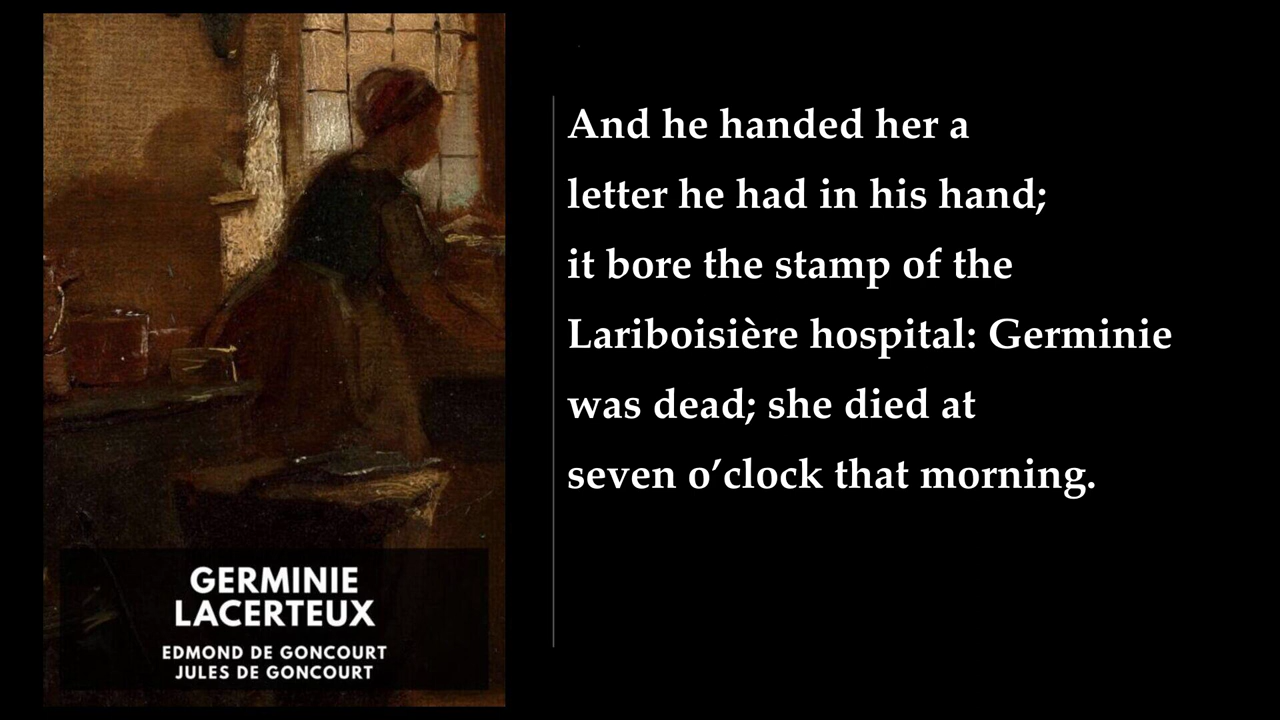 And he handed her a
letter he had in his hand;
it bore the stamp of the
Lariboisière hospital: Germinie
was dead; she died at
seven o’clock that morning.
GERMINIE
LACERTEUX
EDMOND DE GONCOURT
JULES DE GONCOURT